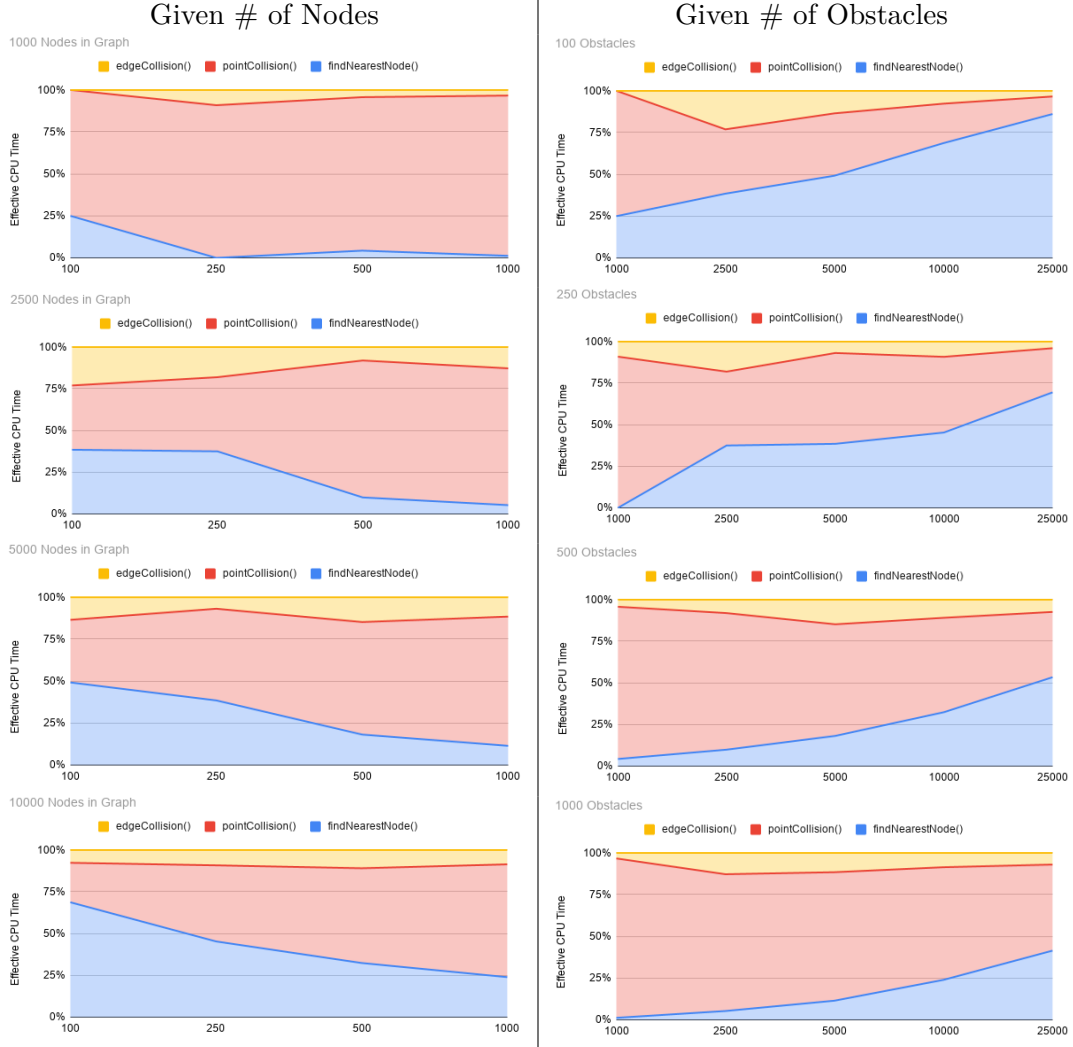 Given # of Nodes
1000 Nodes in Graph
edgeCollision() pointCollision() findNearestNode()
Effective CPU Time
100%
75%
50%
25%
0%
100 250 500 1000
2500 Nodes in Graph
edgeCollision() pointCollision() findNearestNode()
Effective CPU Time
100%
75%
50%
25%
0%
100 250 500 1000
5000 Nodes in Graph
edgeCollision() pointCollision() findNearestNode()
Effective CPU Time
100%
75%
50%
25%
0%
100 250 500 1000
10000 Nodes in Graph
edgeCollision() pointCollision() findNearestNode()
Effective CPU Time
100%
75%
50%
25%
0%
100 250 500 1000
Given # of Obstacles
100 Obstacles
edgeCollision() pointCollision() findNearestNode()
Effective CPU Time
100%
75%
50%
25%
0%
1000 2500 5000 10000 25000
250 Obstacles
edgeCollision() pointCollision() findNearestNode()
Effective CPU Time
100%
75%
50%
25%
0%
1000 2500 5000 10000 25000
500 Obstacles
edgeCollision() pointCollision() findNearestNode()
Effective CPU Time
100%
75%
50%
25%
0%
1000 2500 5000 10000 25000
1000 Obstacles
edgeCollision() pointCollision() findNearestNode()
Effective CPU Time
100%
75%
50%
25%
0%
1000 2500 5000 10000 25000